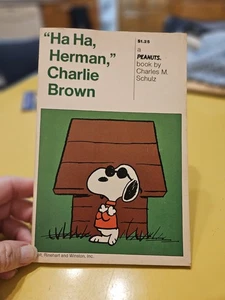 "Ha Ha,
Herman,"
Charlie
Brown
$1.25
a
PEANUTS
book by
Charles M.
Schulz
Rinehart and Winston, Inc.